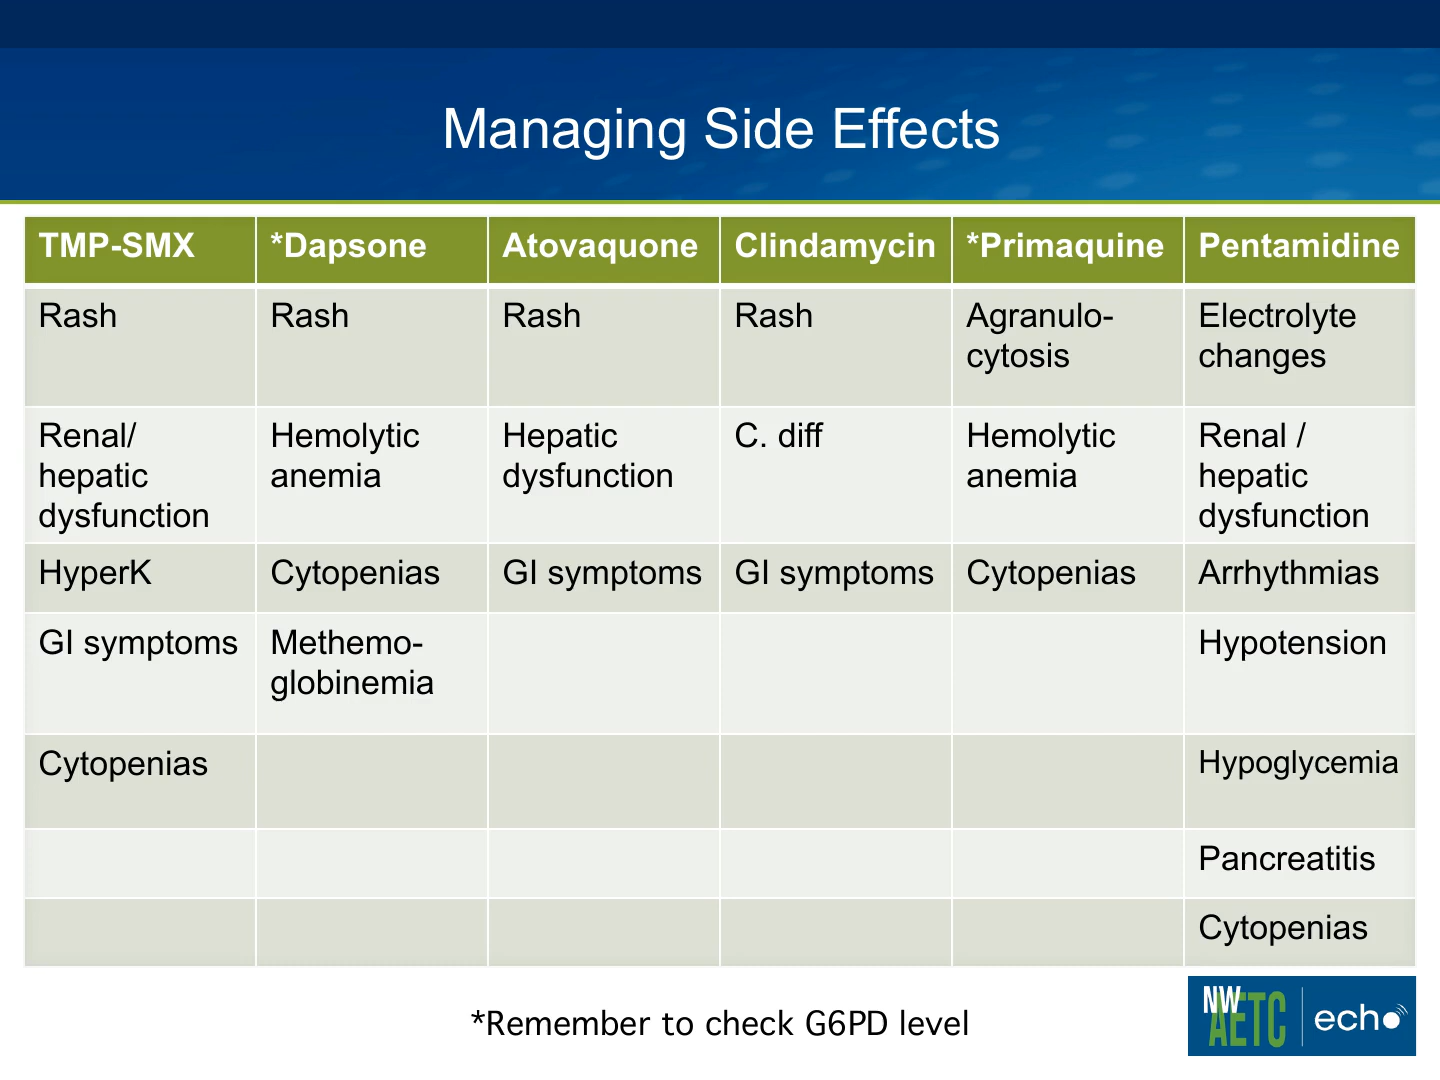 Managing Side Effects
TMP-SMX *Dapsone Atovaquone Clindamycin *Primaquine Pentamidine
Rash Rash Rash Rash Agranulo- Electrolyte
cytosis changes
Renal/ Hemolytic Hepatic C. diff Hemolytic Renal /
hepatic anemia dysfunction anemia hepatic
dysfunction dysfunction
HyperK Cytopenias GI symptoms GI symptoms Cytopenias Arrhythmias
GI symptoms Methemo- Hypotension
globinemia
Cytopenias Hypoglycemia
Pancreatitis
Cytopenias
*Remember to check G6PD level
NW
AETC echo